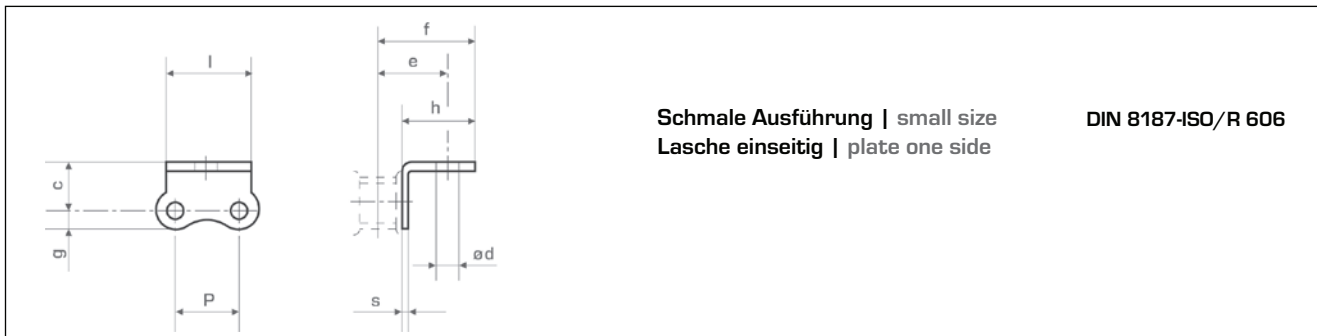 f
l
e
h
Schmale Ausführung | small size
DIN 8187-ISO/R 606
Lasche einseitig | plate one side
c
g
ød
P
s